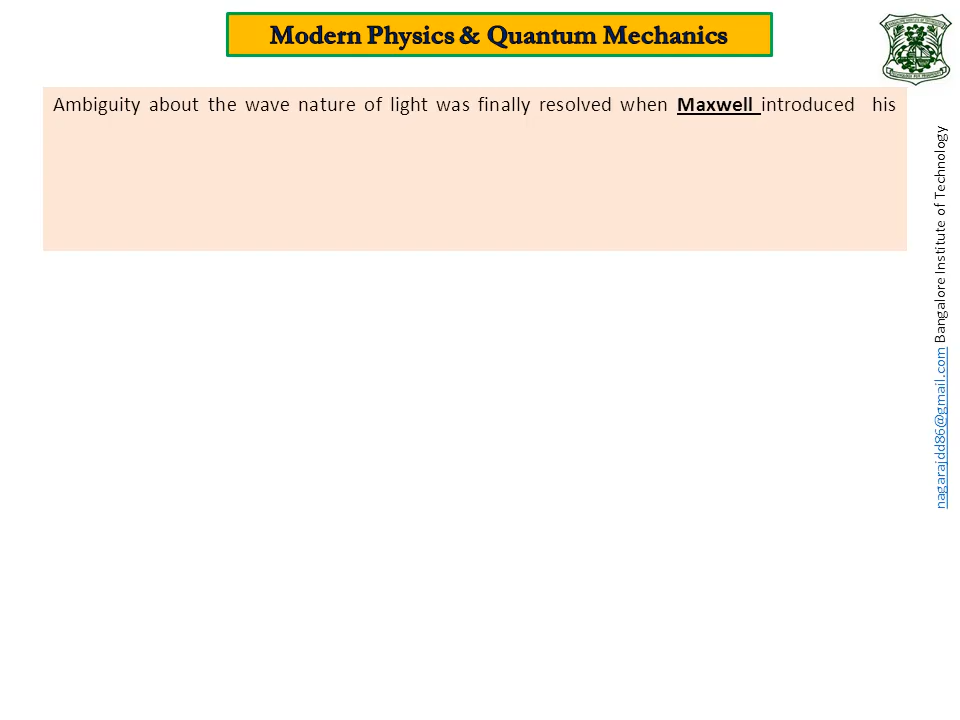 Modern Physics & Quantum Mechanics
Ambiguity about the wave nature of light was finally resolved when Maxwell introduced his
nagarajdd86@gmail.com Bangalore Institute of Technology